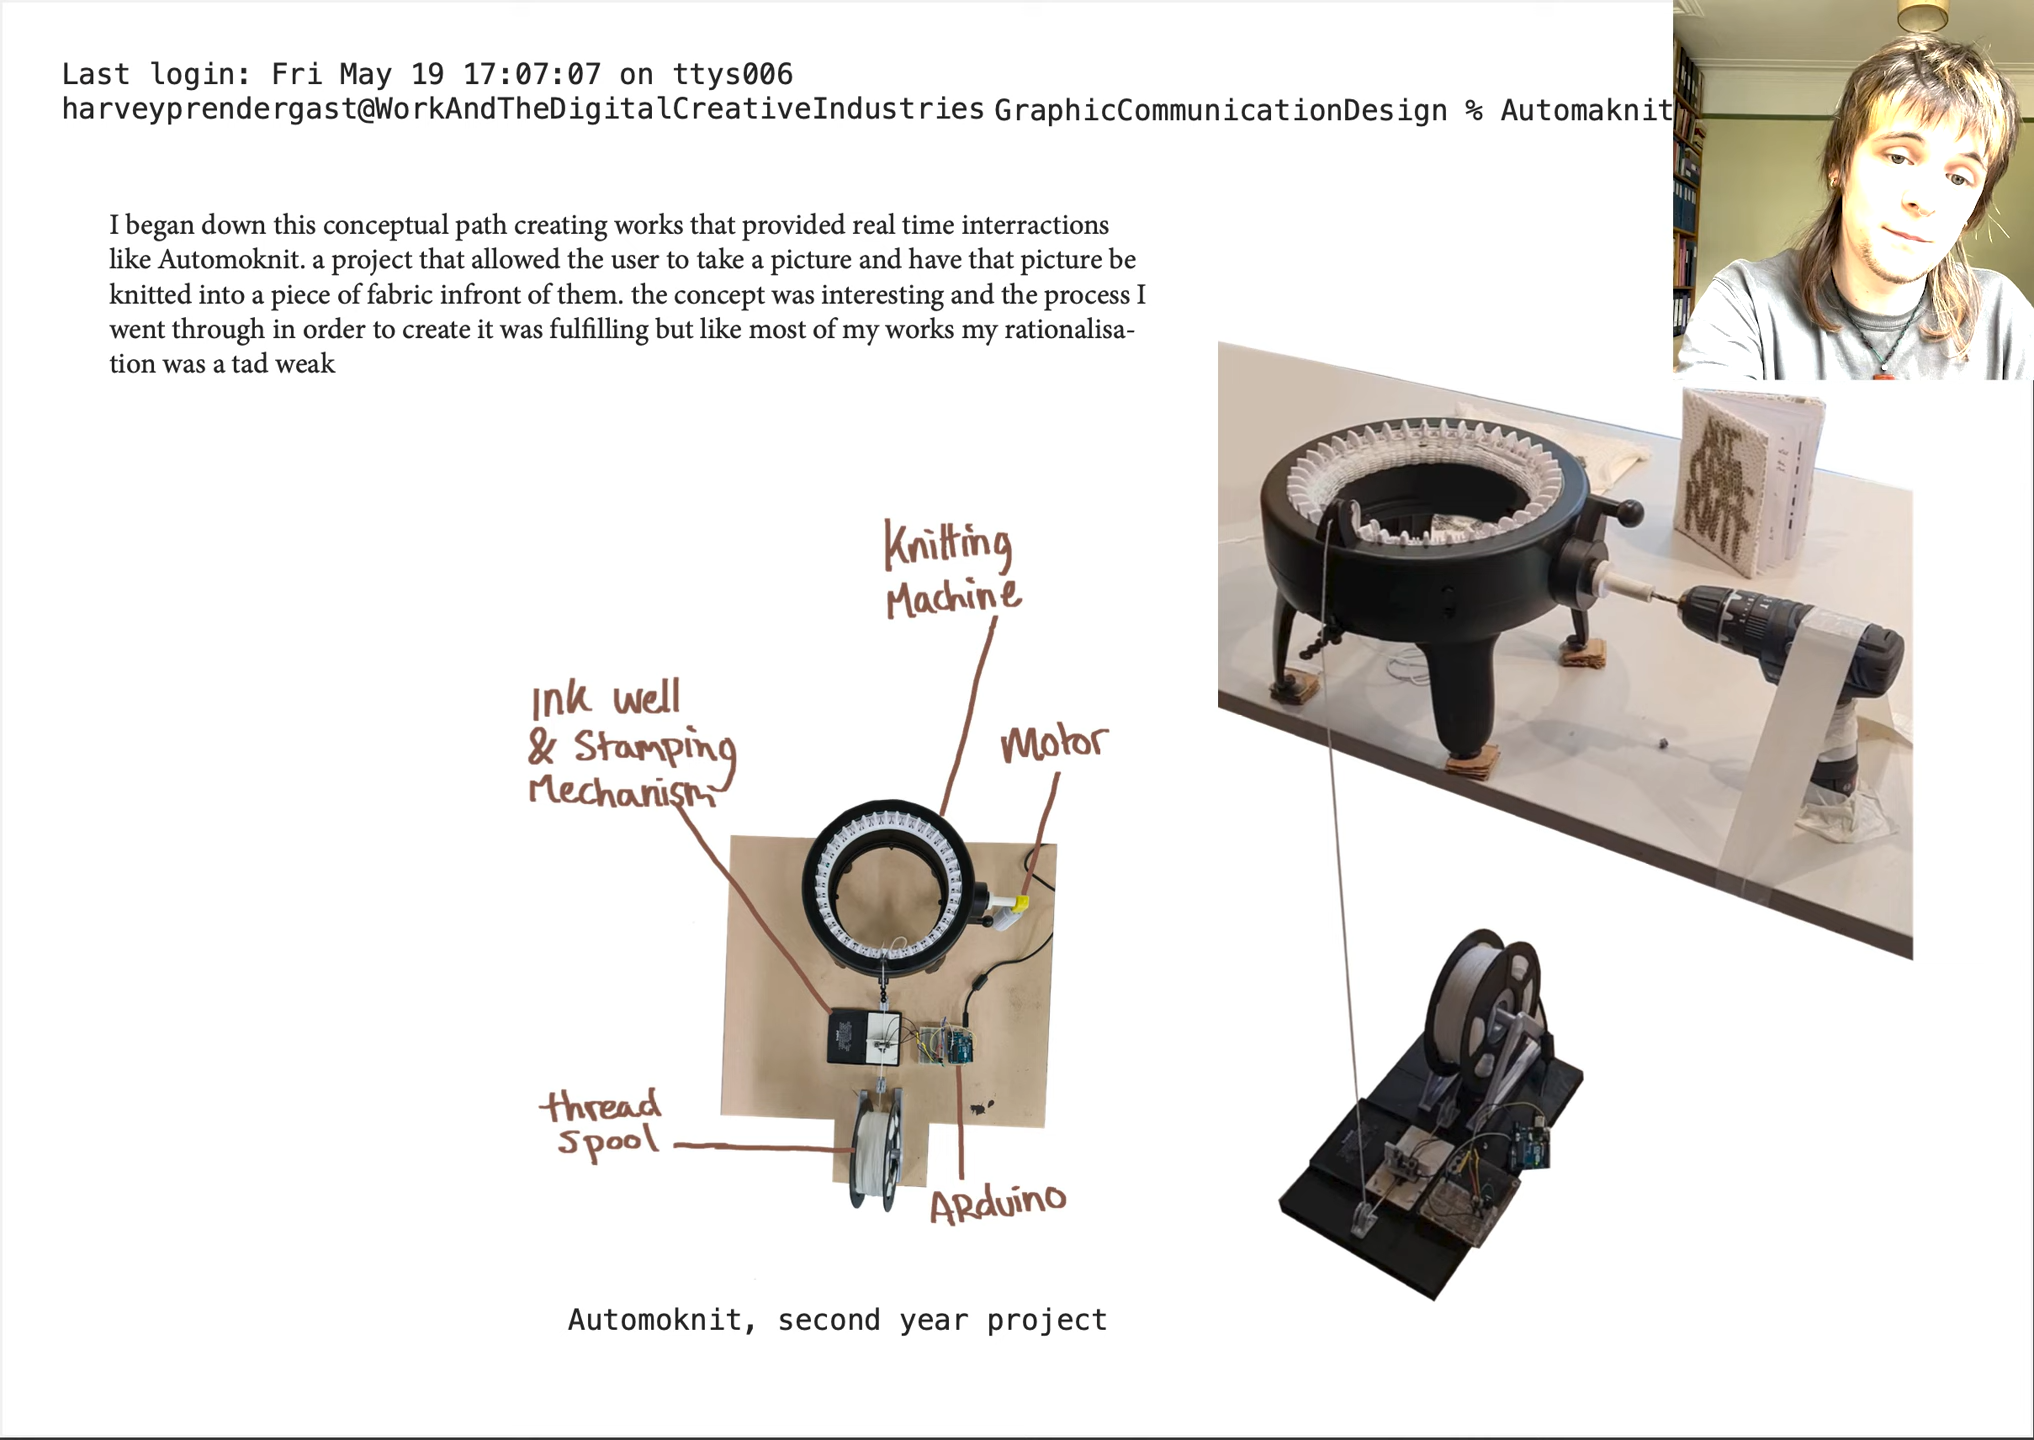 Last login: Fri May 19 17:07:07 on ttys006
harveyprendergast@WorkAndTheDigitalCreativeIndustries GraphicCommunicationDesign % Automaknit
I began down this conceptual path creating works that provided real time interractions
like Automoknit. a project that allowed the user to take a picture and have that picture be
knitted into a piece of fabric infront of them. the concept was interesting and the process I
went through in order to create it was fulfilling but like most of my works my rationalisa-
tion was a tad weak
Knitting
Machine
Ink well
& Stamping
Mechanism
Motor
thread
spool
ARduino
AUT
OMA
KNIT
Automoknit, second year project